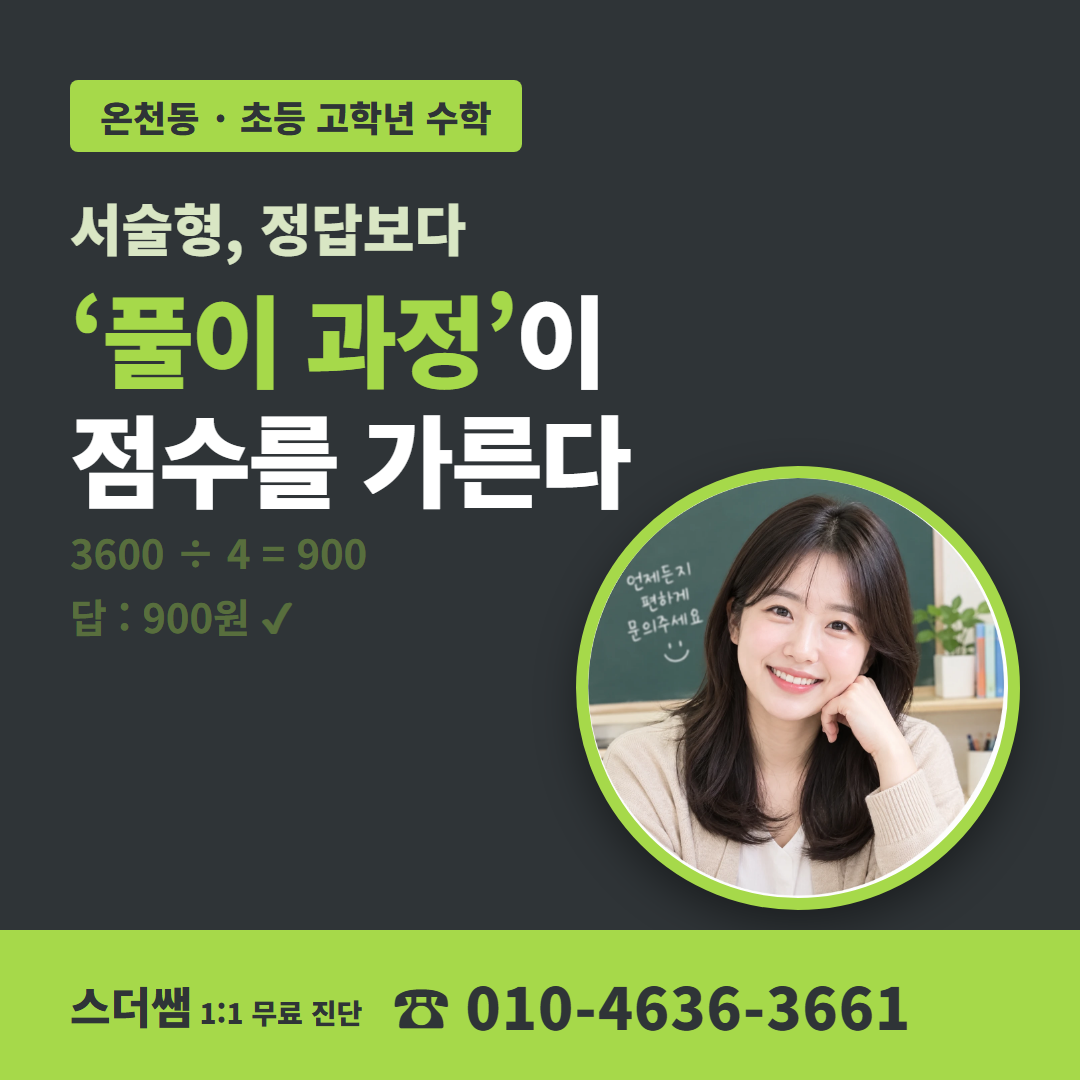 온천동 · 초등 고학년 수학
서술형, 정답보다
‘풀이 과정’이
점수를 가른다
3600 ÷ 4 = 900
답 : 900원 ✓
언제든지
편하게
문의주세요
스더쌤 1:1 무료 진단 ☎ 010-4636-3661